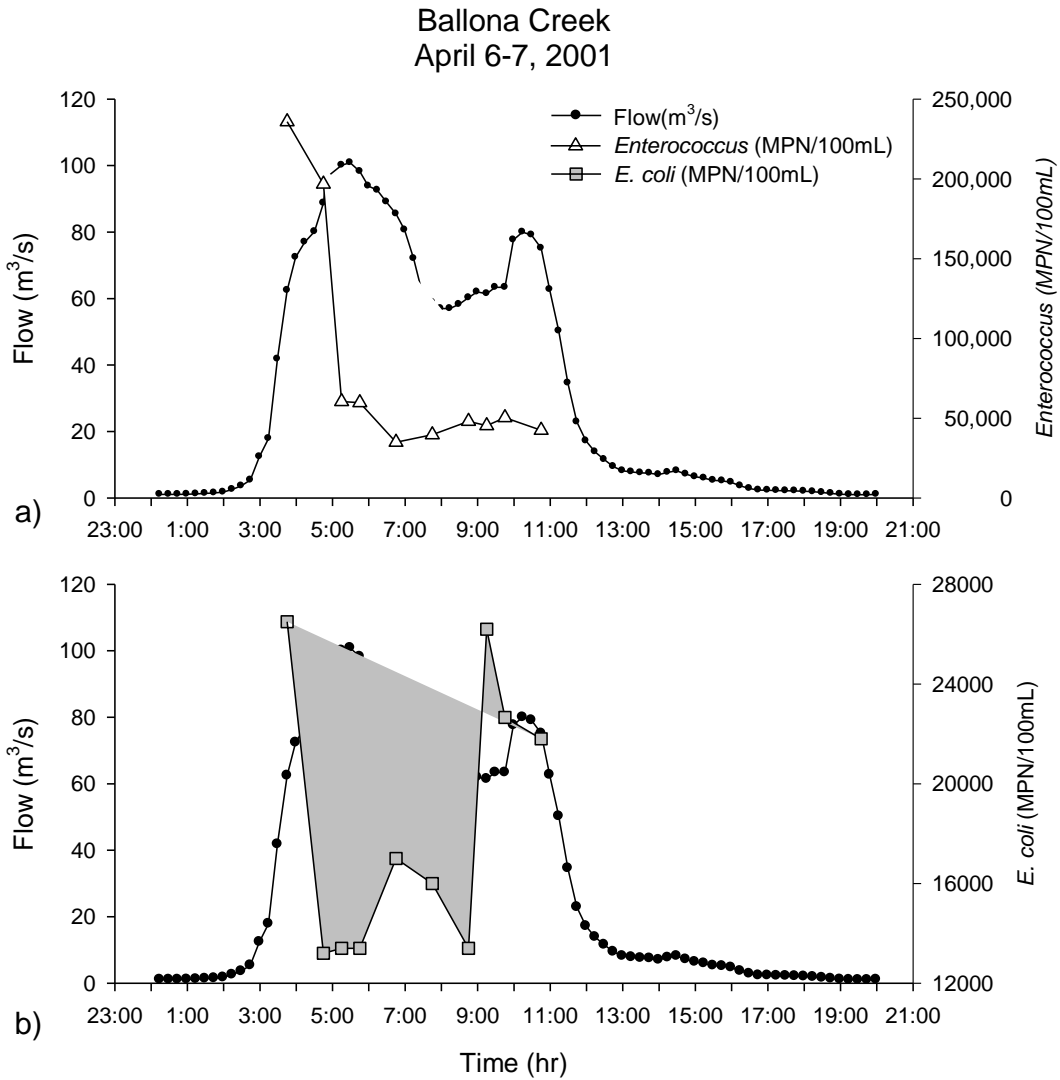 Ballona Creek
April 6-7, 2001
Flow(m³/s)
Enterococcus (MPN/100mL)
E. coli (MPN/100mL)
120
100
80
60
40
20
0
Flow (m³/s)
250,000
200,000
150,000
100,000
50,000
0
Enterococcus (MPN/100mL)
a)
23:00 1:00 3:00 5:00 7:00 9:00 11:00 13:00 15:00 17:00 19:00 21:00
120
100
80
60
40
20
0
Flow (m³/s)
28000
24000
20000
16000
12000
E. coli (MPN/100mL)
b)
23:00 1:00 3:00 5:00 7:00 9:00 11:00 13:00 15:00 17:00 19:00 21:00
Time (hr)